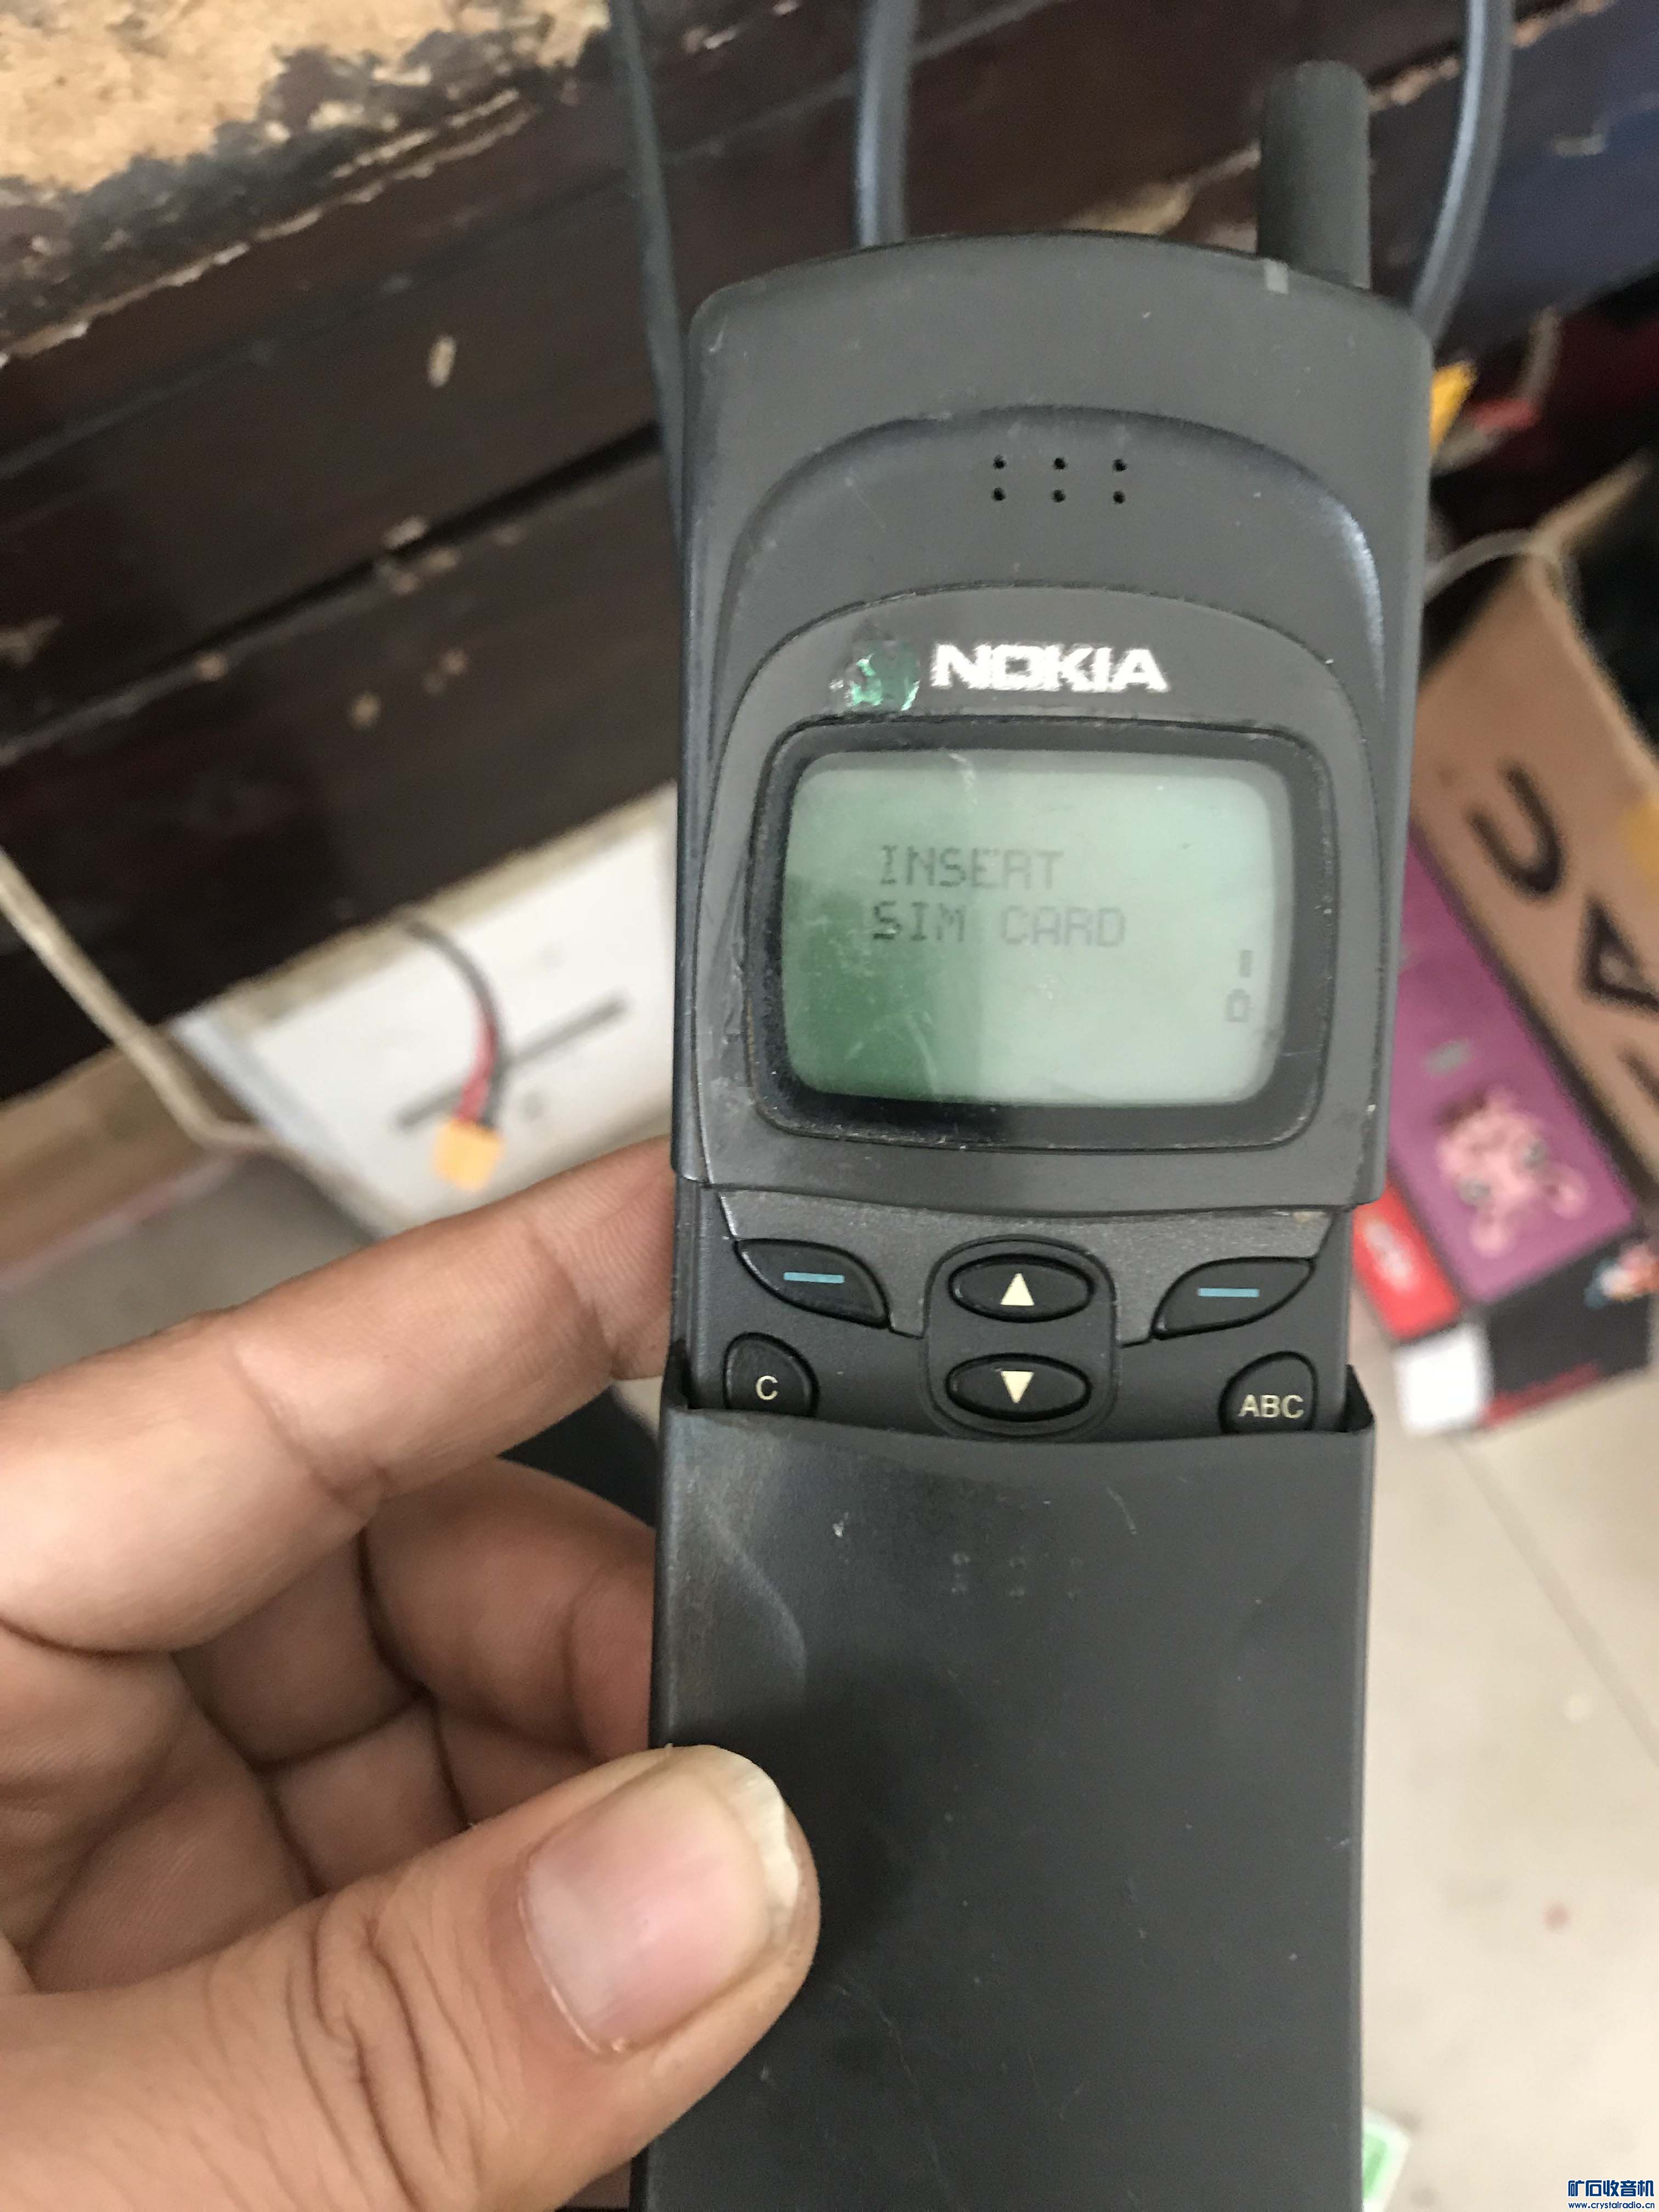 NOKIA
INSERT
SIM CARD
C
ABC
矿石收音机
www.crystalradio.cn